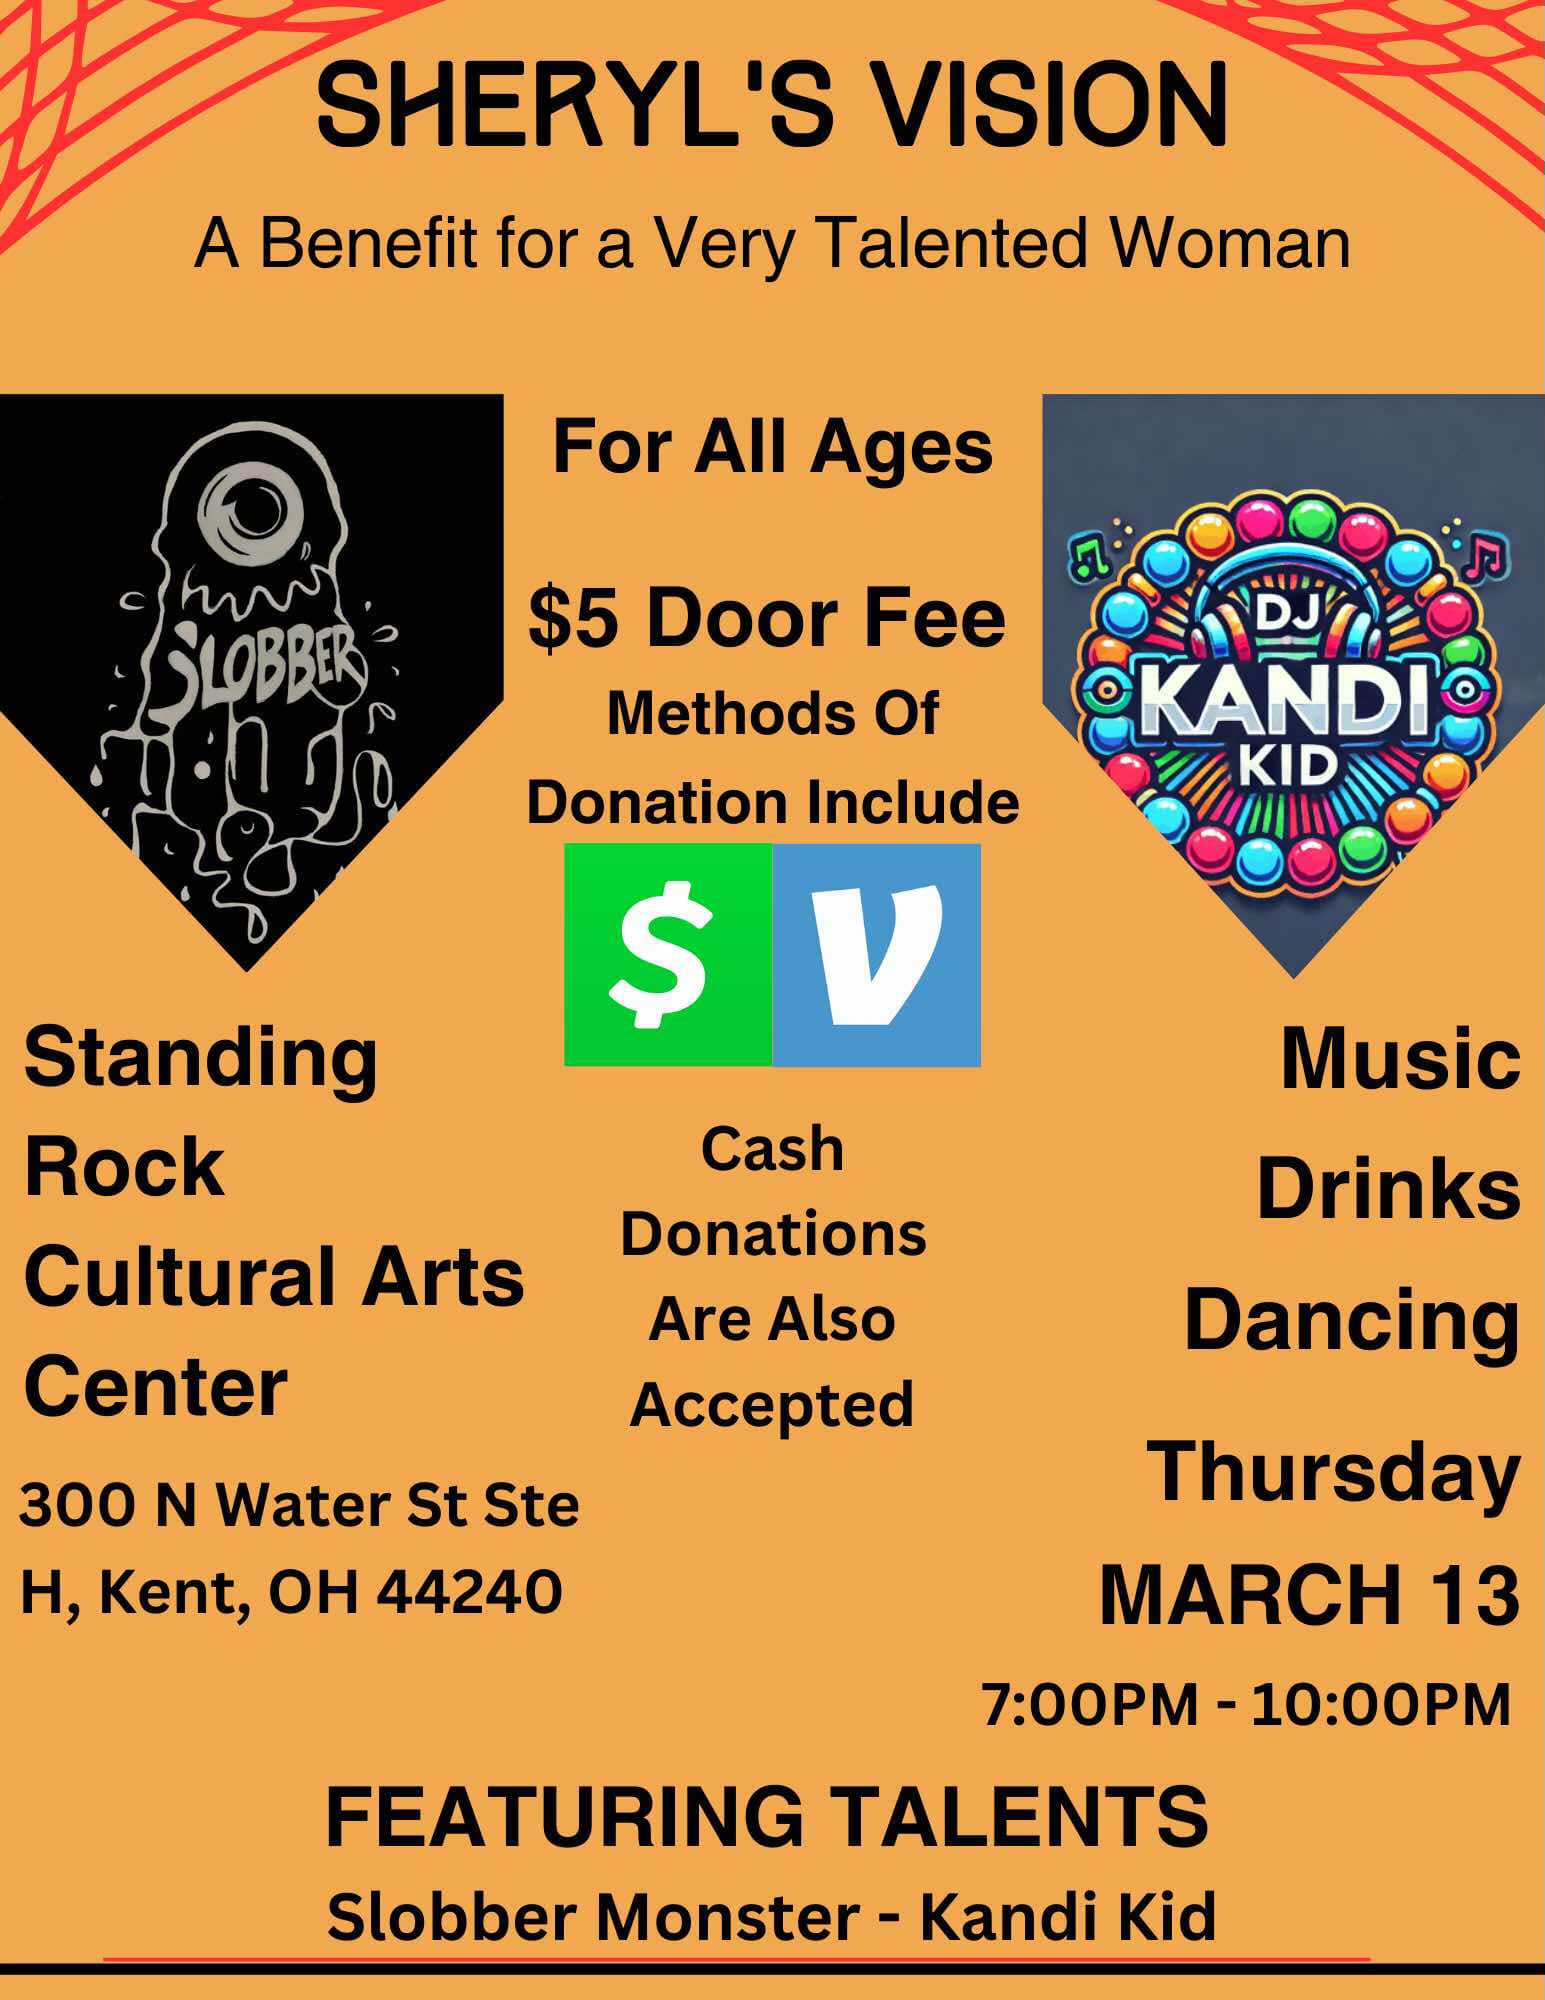 SHERYL'S VISION
A Benefit for a Very Talented Woman
For All Ages
$5 Door Fee
Methods Of
Donation Include
SLOBBER
DJ
KANDI
KID
$ V
Standing
Rock
Cultural Arts
Center
300 N Water St Ste
H, Kent, OH 44240
Cash
Donations
Are Also
Accepted
Music
Drinks
Dancing
Thursday
MARCH 13
7:00PM - 10:00PM
FEATURING TALENTS
Slobber Monster - Kandi Kid